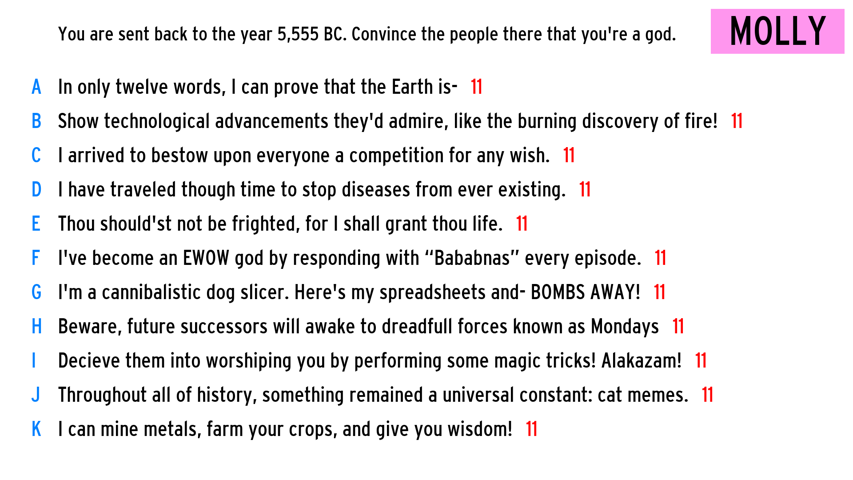 You are sent back to the year 5,555 BC. Convince the people there that you're a god.
MOLLY
A In only twelve words, I can prove that the Earth is- 11
B Show technological advancements they'd admire, like the burning discovery of fire! 11
C I arrived to bestow upon everyone a competition for any wish. 11
D I have traveled though time to stop diseases from ever existing. 11
E Thou should'st not be frighted, for I shall grant thou life. 11
F I've become an EWOW god by responding with “Bababnas” every episode. 11
G I'm a cannibalistic dog slicer. Here's my spreadsheets and- BOMBS AWAY! 11
H Beware, future successors will awake to dreadfull forces known as Mondays 11
I Decieve them into worshiping you by performing some magic tricks! Alakazam! 11
J Throughout all of history, something remained a universal constant: cat memes. 11
K I can mine metals, farm your crops, and give you wisdom! 11